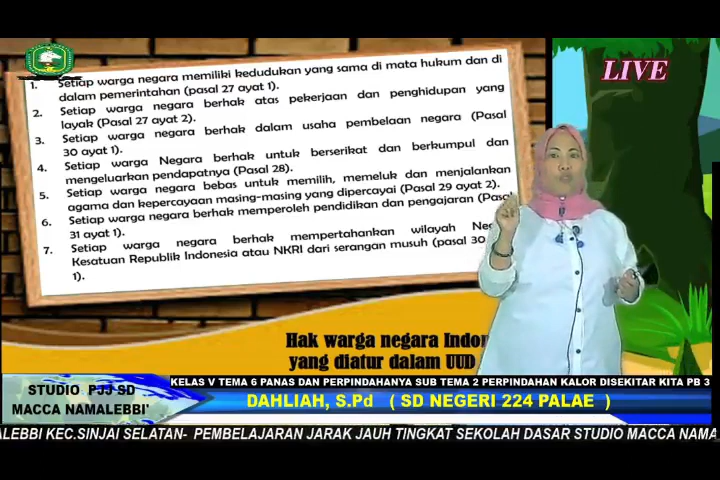 LIVE
1. Setiap warga negara memiliki kedudukan yang sama di mata hukum dan di
dalam pemerintahan (pasal 27 ayat 1).
2. Setiap warga negara berhak atas pekerjaan dan penghidupan yang
layak (Pasal 27 ayat 2).
3. Setiap warga negara berhak dalam usaha pembelaan negara (Pasal
30 ayat 1).
4. Setiap warga Negara berhak untuk berserikat dan berkumpul dan
mengeluarkan pendapatnya (Pasal 28).
5. Setiap warga negara bebas untuk memilih, memeluk dan menjalankan
agama dan kepercayaan masing-masing yang dipercayai (Pasal 29 ayat 2).
6. Setiap warga negara berhak memperoleh pendidikan dan pengajaran (Pasal
31 ayat 1).
7. Setiap warga negara berhak mempertahankan wilayah Neg
Kesatuan Republik Indonesia atau NKRI dari serangan musuh (pasal 30
1).
Hak warga negara Indon
yang diatur dalam UUD
KELAS V TEMA 6 PANAS DAN PERPINDAHANYA SUB TEMA 2 PERPINDAHAN KALOR DISEKITAR KITA PB 3
STUDIO PJJ SD
MACCA NAMALEBBI'
DAHLIAH, S.Pd ( SD NEGERI 224 PALAE )
ALEBBI KEC.SINJAI SELATAN- PEMBELAJARAN JARAK JAUH TINGKAT SEKOLAH DASAR STUDIO MACCA NAMA